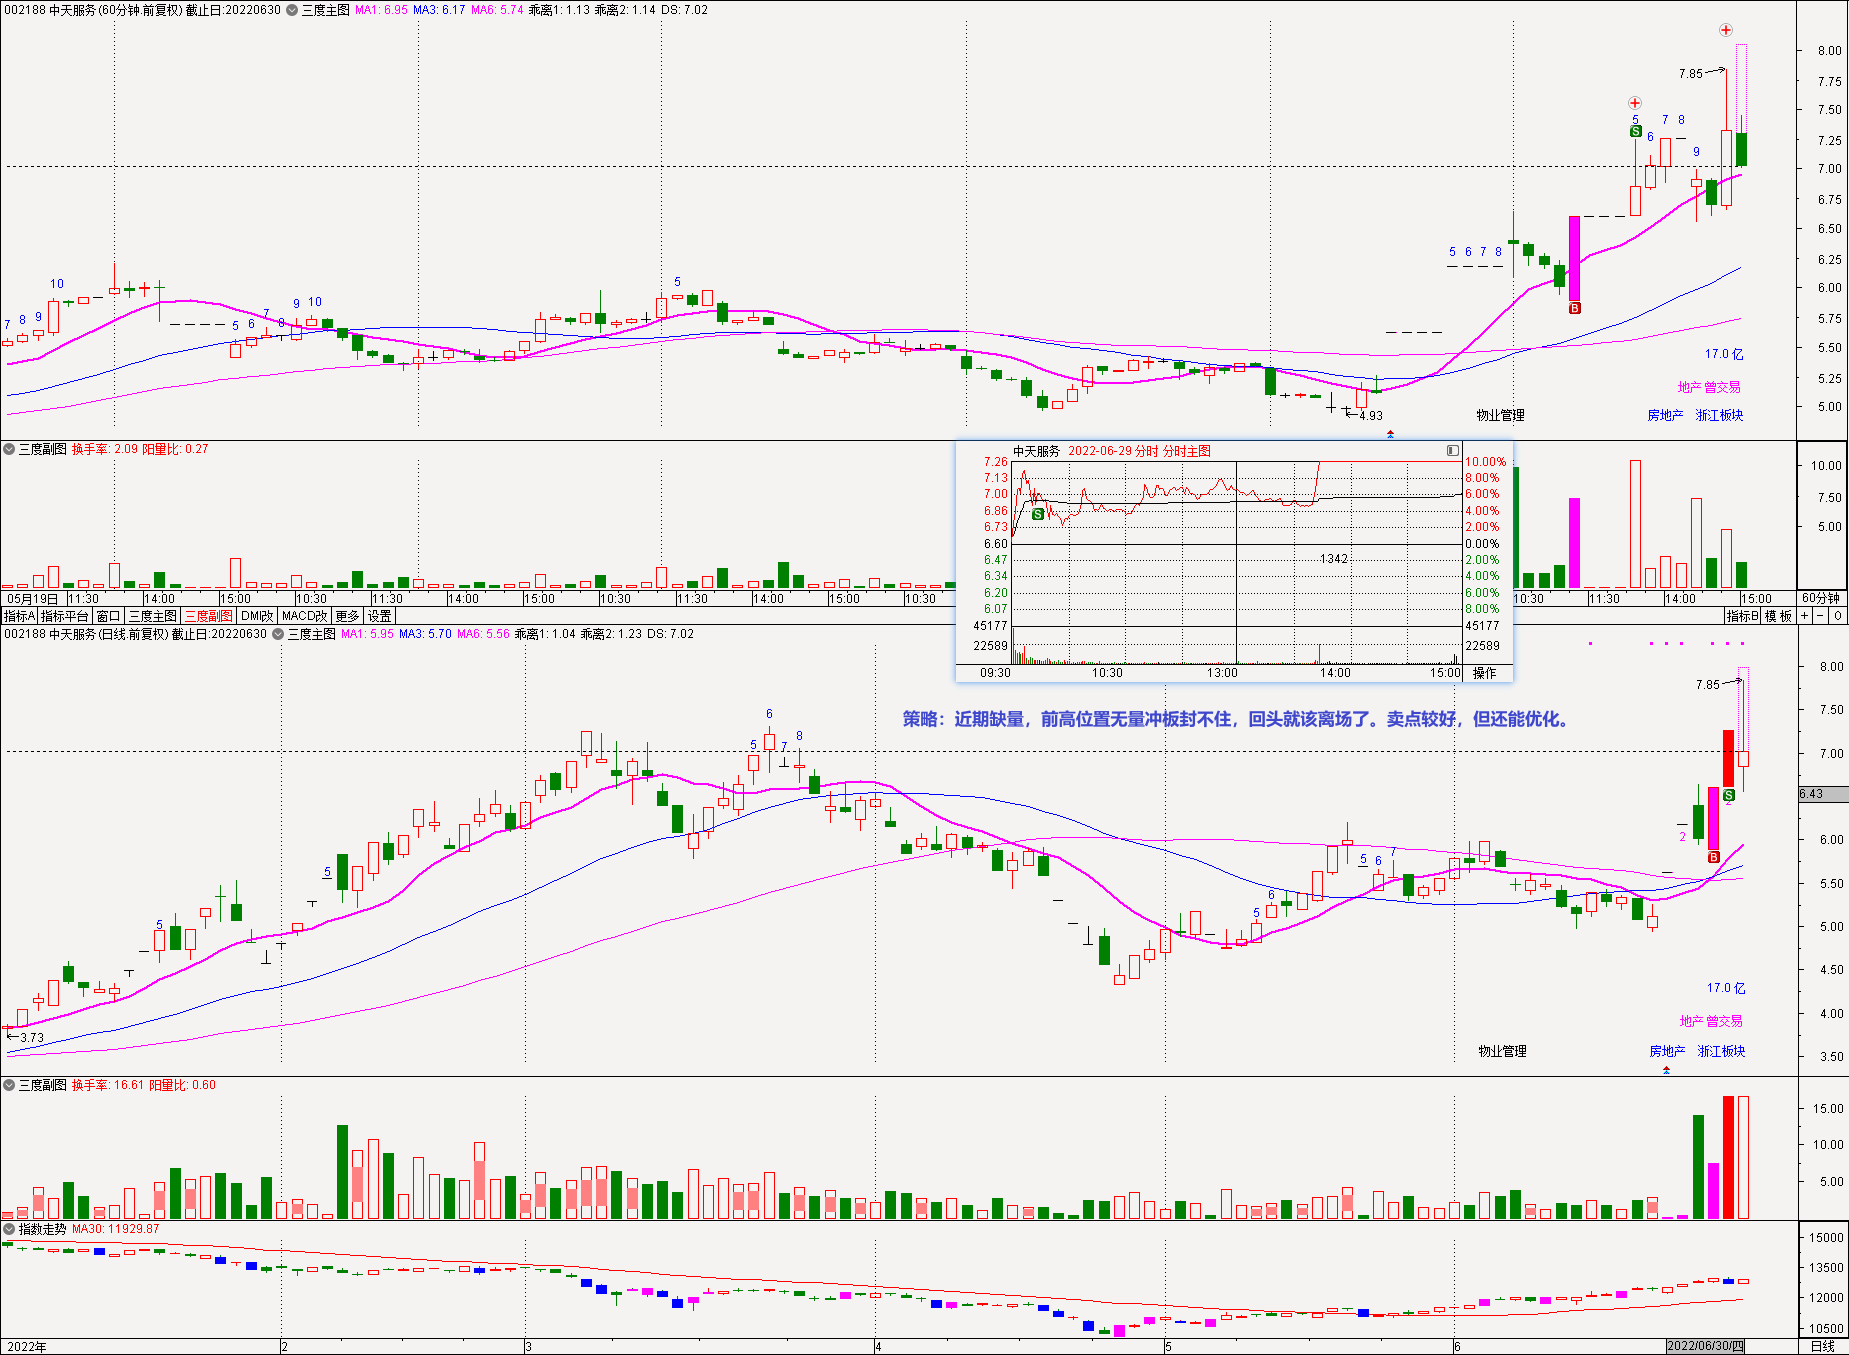 002188 中天服务(60分钟.前复权) 截止日:20220630 三度主图 MA1: 6.95 MA3: 6.17 MA6: 5.74 乖离1: 1.13 乖离2: 1.14 DS: 7.02
8.00
7.85
7.75
7.50
5 7 8
S 6
7.25
9
7.00
6.75
6.50
5 6 7 8
6.25
10
6.00
B
5
9 10
7 8 9
5 6 7 8
5.75
5.50
17.0 亿
5.25
地产 曾交易
5.00
4.93
物业管理
房地产 浙江板块
三度副图 换手率: 2.09 阳量比: 0.27
10.00
7.50
5.00
中天服务 2022-06-29 分时 分时主图
7.26 10.00%
7.13 8.00%
7.00 6.00%
6.86 4.00%
S
6.73 2.00%
6.60 0.00%
6.47 2.00%
1342
6.34 4.00%
6.20 6.00%
6.07 8.00%
45177 45177
22589 22589
09:30 10:30 13:00 14:00 15:00 操作
05月19日 11:30 14:00 15:00 10:30 11:30 14:00 15:00 10:30 11:30 14:00 15:00 10:30 10:30 11:30 14:00 15:00 60分钟
指标A 指标平台 窗口 三度主图 三度副图 DM改 MACD改 更多 设置 指标B 模 板 + - 0
002188 中天服务(日线.前复权) 截止日:20220630 三度主图 MA1: 5.95 MA3: 5.70 MA6: 5.56 乖离1: 1.04 乖离2: 1.23 DS: 7.02
8.00
7.85
策略：近期缺量，前高位置无量冲板封不住，回头就该离场了。卖点较好，但还能优化。
7.50
6
5 7 8
7.00
6.43
S
2
2
6.00
B
5
5 6 7
5.50
5 6
5
5.00
4.50
17.0 亿
4.00
地产 曾交易
3.73
物业管理
房地产 浙江板块
3.50
三度副图 换手率: 16.61 阳量比: 0.60
15.00
10.00
5.00
指数走势 MA30: 11929.87
15000
13500
12000
10500
2022年 2 3 4 5 6 2022/06/30/四 日线